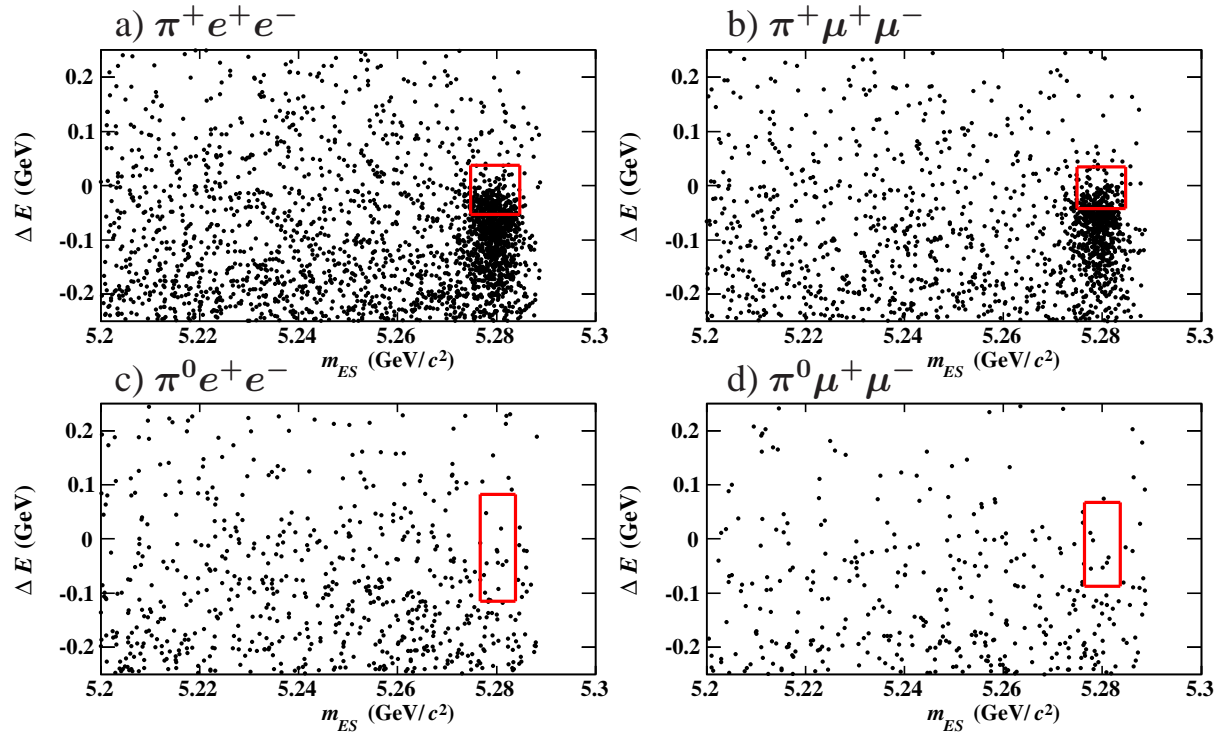 a) π⁺e⁺e⁻
b) π⁺μ⁺μ⁻
0.2
0.1
0
-0.1
-0.2
Δ E (GeV)
5.2 5.22 5.24 5.26 5.28 5.3
m_ES (GeV/c²)
0.2
0.1
0
-0.1
-0.2
Δ E (GeV)
5.2 5.22 5.24 5.26 5.28 5.3
m_ES (GeV/c²)
c) π⁰e⁺e⁻
d) π⁰μ⁺μ⁻
0.2
0.1
0
-0.1
-0.2
Δ E (GeV)
5.2 5.22 5.24 5.26 5.28 5.3
m_ES (GeV/c²)
0.2
0.1
0
-0.1
-0.2
Δ E (GeV)
5.2 5.22 5.24 5.26 5.28 5.3
m_ES (GeV/c²)